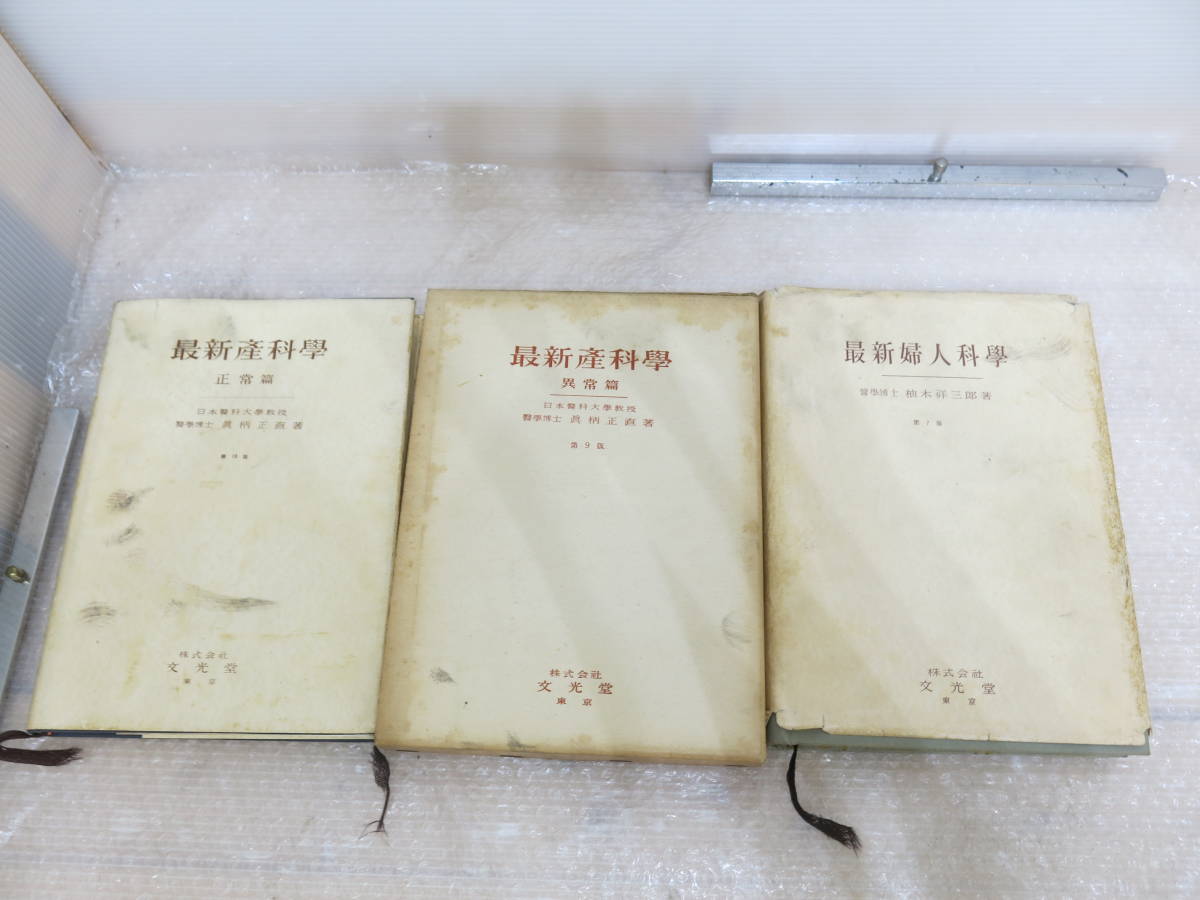 最新產科學
正常篇
日本醫科大學教授
醫學博士 眞柄正直著
株式会社
文光堂
東京
最新產科學
異常篇
日本醫科大學教授
醫學博士 眞柄正直著
第9版
株式会社
文光堂
東京
最新婦人科學
醫學博士 柚木祥三郎著
第7版
株式会社
文光堂
東京